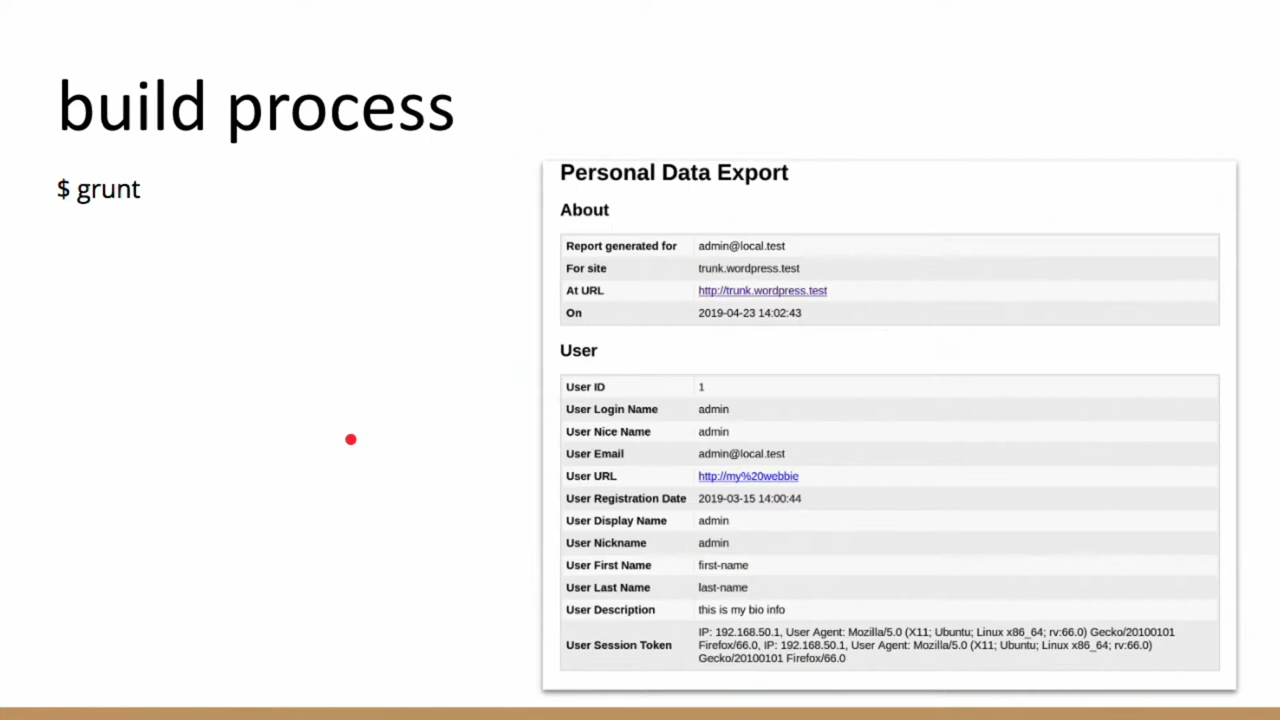 build process
$ grunt
Personal Data Export
About
Report generated for admin@local.test
For site trunk.wordpress.test
At URL http://trunk.wordpress.test
On 2019-04-23 14:02:43
User
User ID 1
User Login Name admin
User Nice Name admin
User Email admin@local.test
User URL http://my%20webbie
User Registration Date 2019-03-15 14:00:44
User Display Name admin
User Nickname admin
User First Name first-name
User Last Name last-name
User Description this is my bio info
User Session Token IP: 192.168.50.1, User Agent: Mozilla/5.0 (X11; Ubuntu; Linux x86_64; rv:66.0) Gecko/20100101
Firefox/66.0, IP: 192.168.50.1, User Agent: Mozilla/5.0 (X11; Ubuntu; Linux x86_64; rv:66.0)
Gecko/20100101 Firefox/66.0